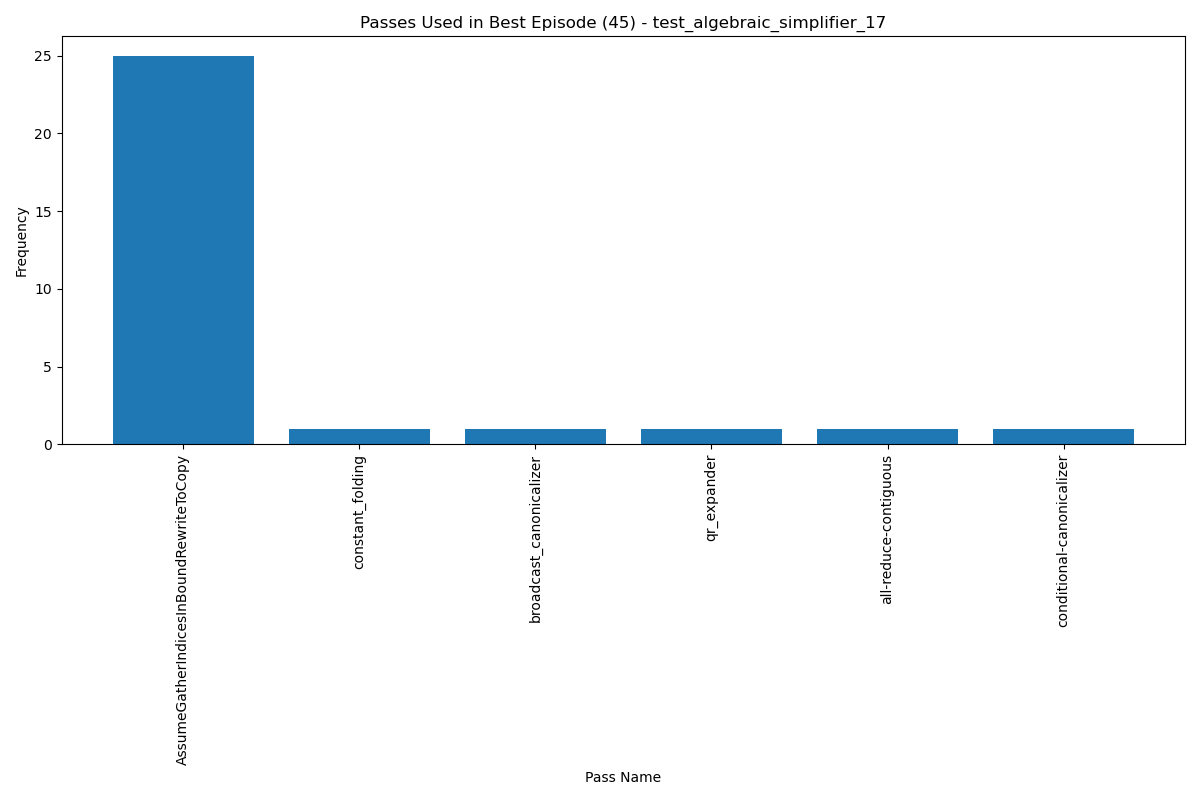 Passes Used in Best Episode (45) - test_algebraic_simplifier_17
Frequency
25
20
15
10
5
0
AssumeGatherIndicesInBoundRewriteToCopy
constant_folding
broadcast_canonicalizer
qr_expander
all-reduce-contiguous
conditional-canonicalizer
Pass Name